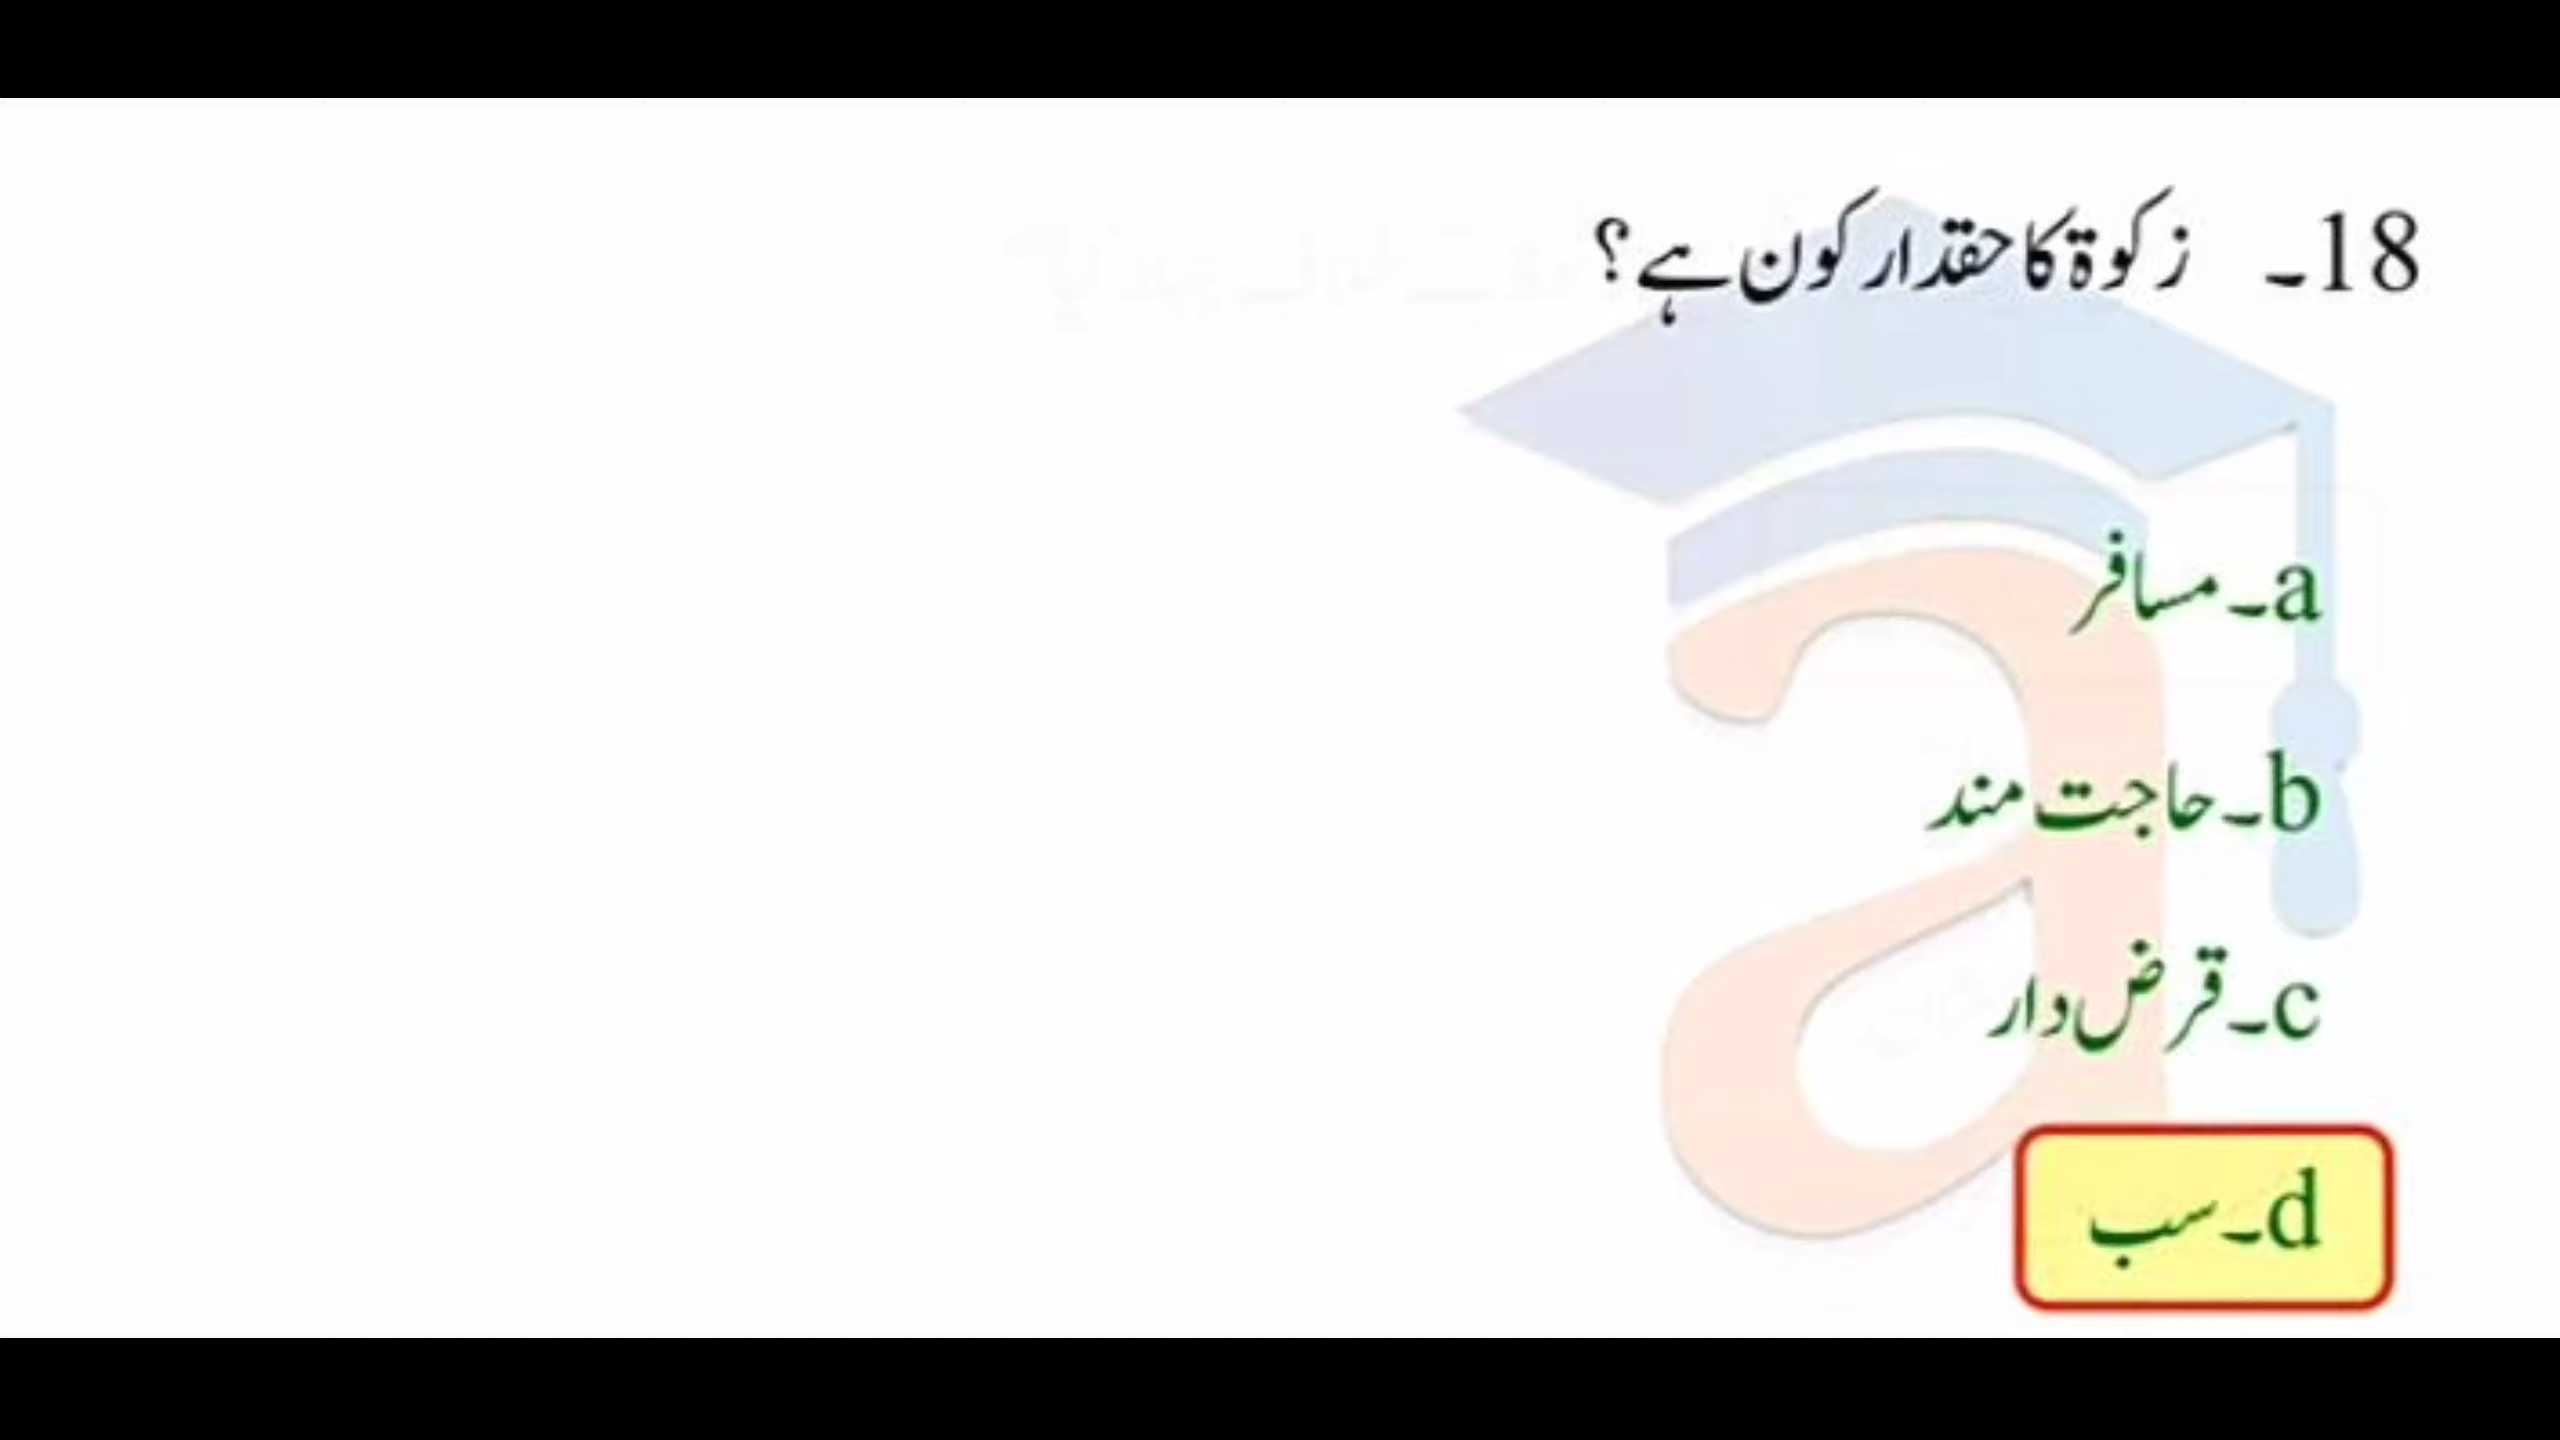 18۔ زکوۃ کا حقدار کون ہے؟
a۔ مسافر
b۔ حاجت مند
c۔ قرض دار
d۔ سب